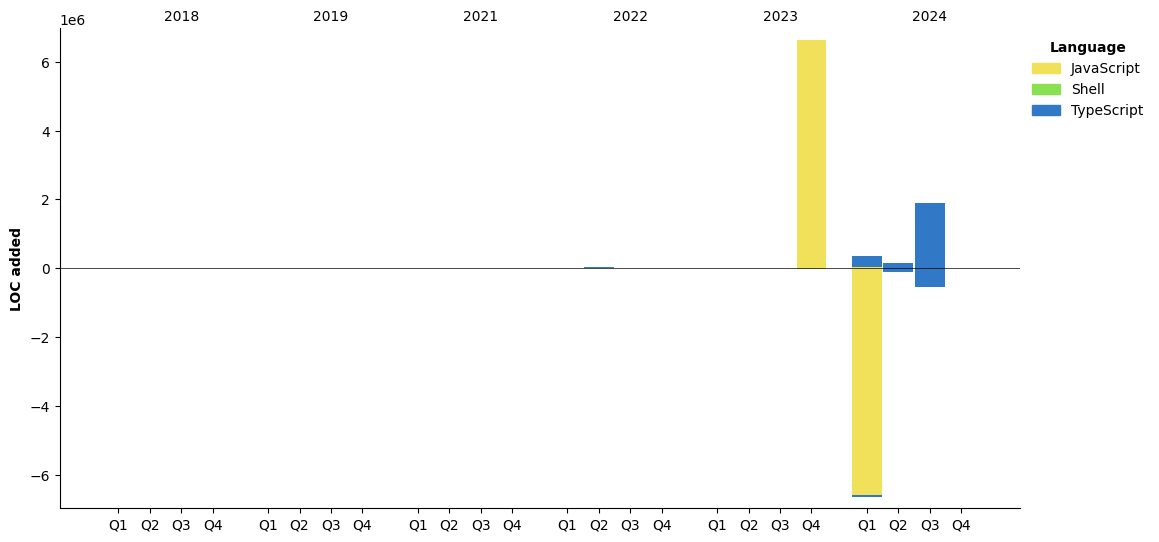 1e6
2018 2019 2021 2022 2023 2024
Language
JavaScript
Shell
TypeScript
LOC added
6
4
2
0
−2
−4
−6
Q1 Q2 Q3 Q4 Q1 Q2 Q3 Q4 Q1 Q2 Q3 Q4 Q1 Q2 Q3 Q4 Q1 Q2 Q3 Q4 Q1 Q2 Q3 Q4